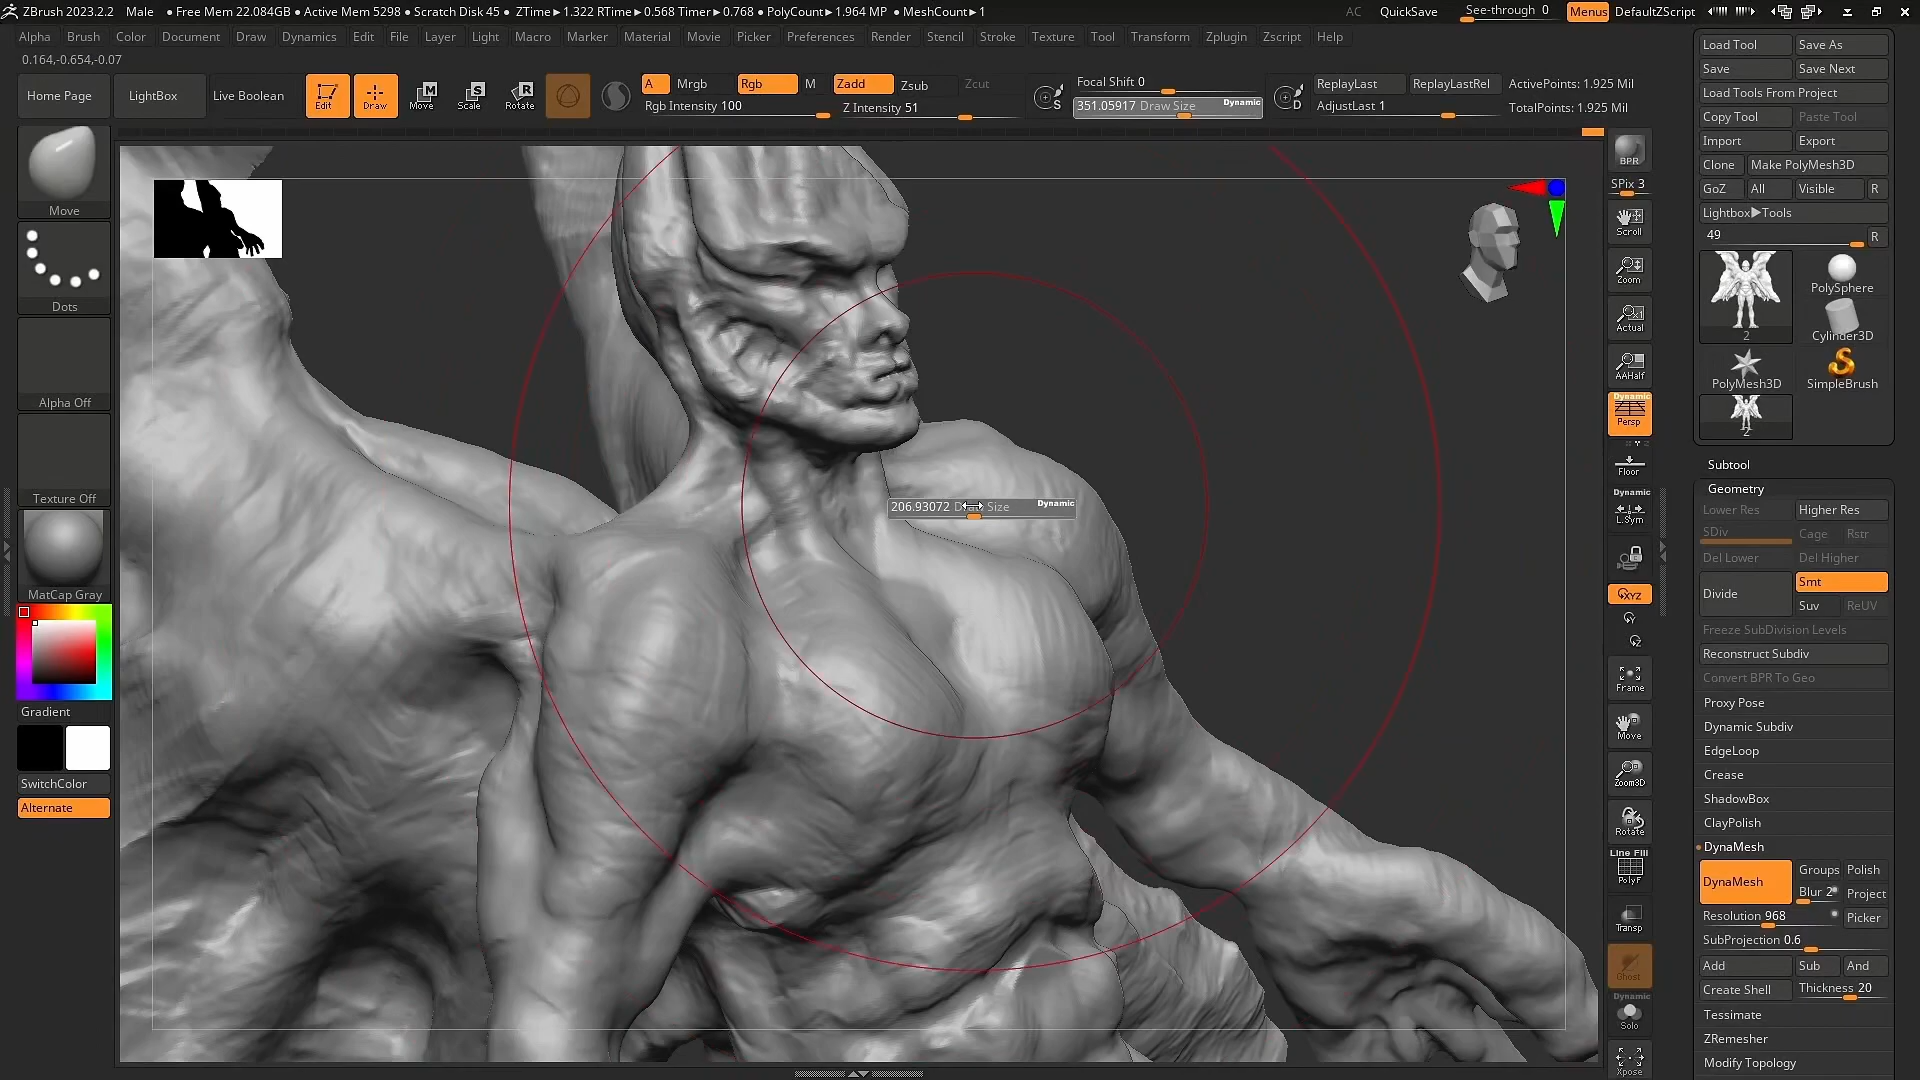 ZBrush 2023.2.2 Male • Free Mem 22.084GB • Active Mem 5298 • Scratch Disk 45 • ZTime►1.322 RTime►0.568 Timer►0.768 • PolyCount►1.964 MP • MeshCount►1
AC QuickSave See-through 0 Menus DefaultZScript
Alpha Brush Color Document Draw Dynamics Edit File Layer Light Macro Marker Material Movie Picker Preferences Render Stencil Stroke Texture Tool Transform Zplugin Zscript Help
0.164,-0.654,-0.07
Home Page LightBox Live Boolean Edit Draw Move Scale Rotate
A Mrgb Rgb M Zadd Zsub Zcut
Rgb Intensity 100 Z Intensity 51
S Focal Shift 0
351.05917 Draw Size Dynamic
D ReplayLast ReplayLastRel ActivePoints: 1.925 Mil
AdjustLast 1 TotalPoints: 1.925 Mil
Move
Dots
Alpha Off
Texture Off
MatCap Gray
Gradient
SwitchColor
Alternate
206.93072 Size Dynamic
BPR
SPix 3
Scroll
Zoom
Actual
AAHalf
Dynamic
Persp
Floor
Dynamic
L.Sym
XYZ
Y
Z
Frame
Move
Zoom3D
Rotate
Line Fill
PolyF
Transp
Ghost
Dynamic
Solo
Xpose
Load Tool Save As
Save Save Next
Load Tools From Project
Copy Tool Paste Tool
Import Export
Clone Make PolyMesh3D
GoZ All Visible R
Lightbox►Tools
49 R
2
PolySphere
Cylinder3D
PolyMesh3D
SimpleBrush
2
Subtool
Geometry
Lower Res Higher Res
SDiv Cage Rstr
Del Lower Del Higher
Divide Smt
Suv ReUV
Freeze SubDivision Levels
Reconstruct Subdiv
Convert BPR To Geo
Proxy Pose
Dynamic Subdiv
EdgeLoop
Crease
ShadowBox
ClayPolish
DynaMesh
DynaMesh Groups Polish
Blur 2 Project
Resolution 968 Picker
SubProjection 0.6
Add Sub And
Create Shell Thickness 20
Tessimate
ZRemesher
Modify Topology